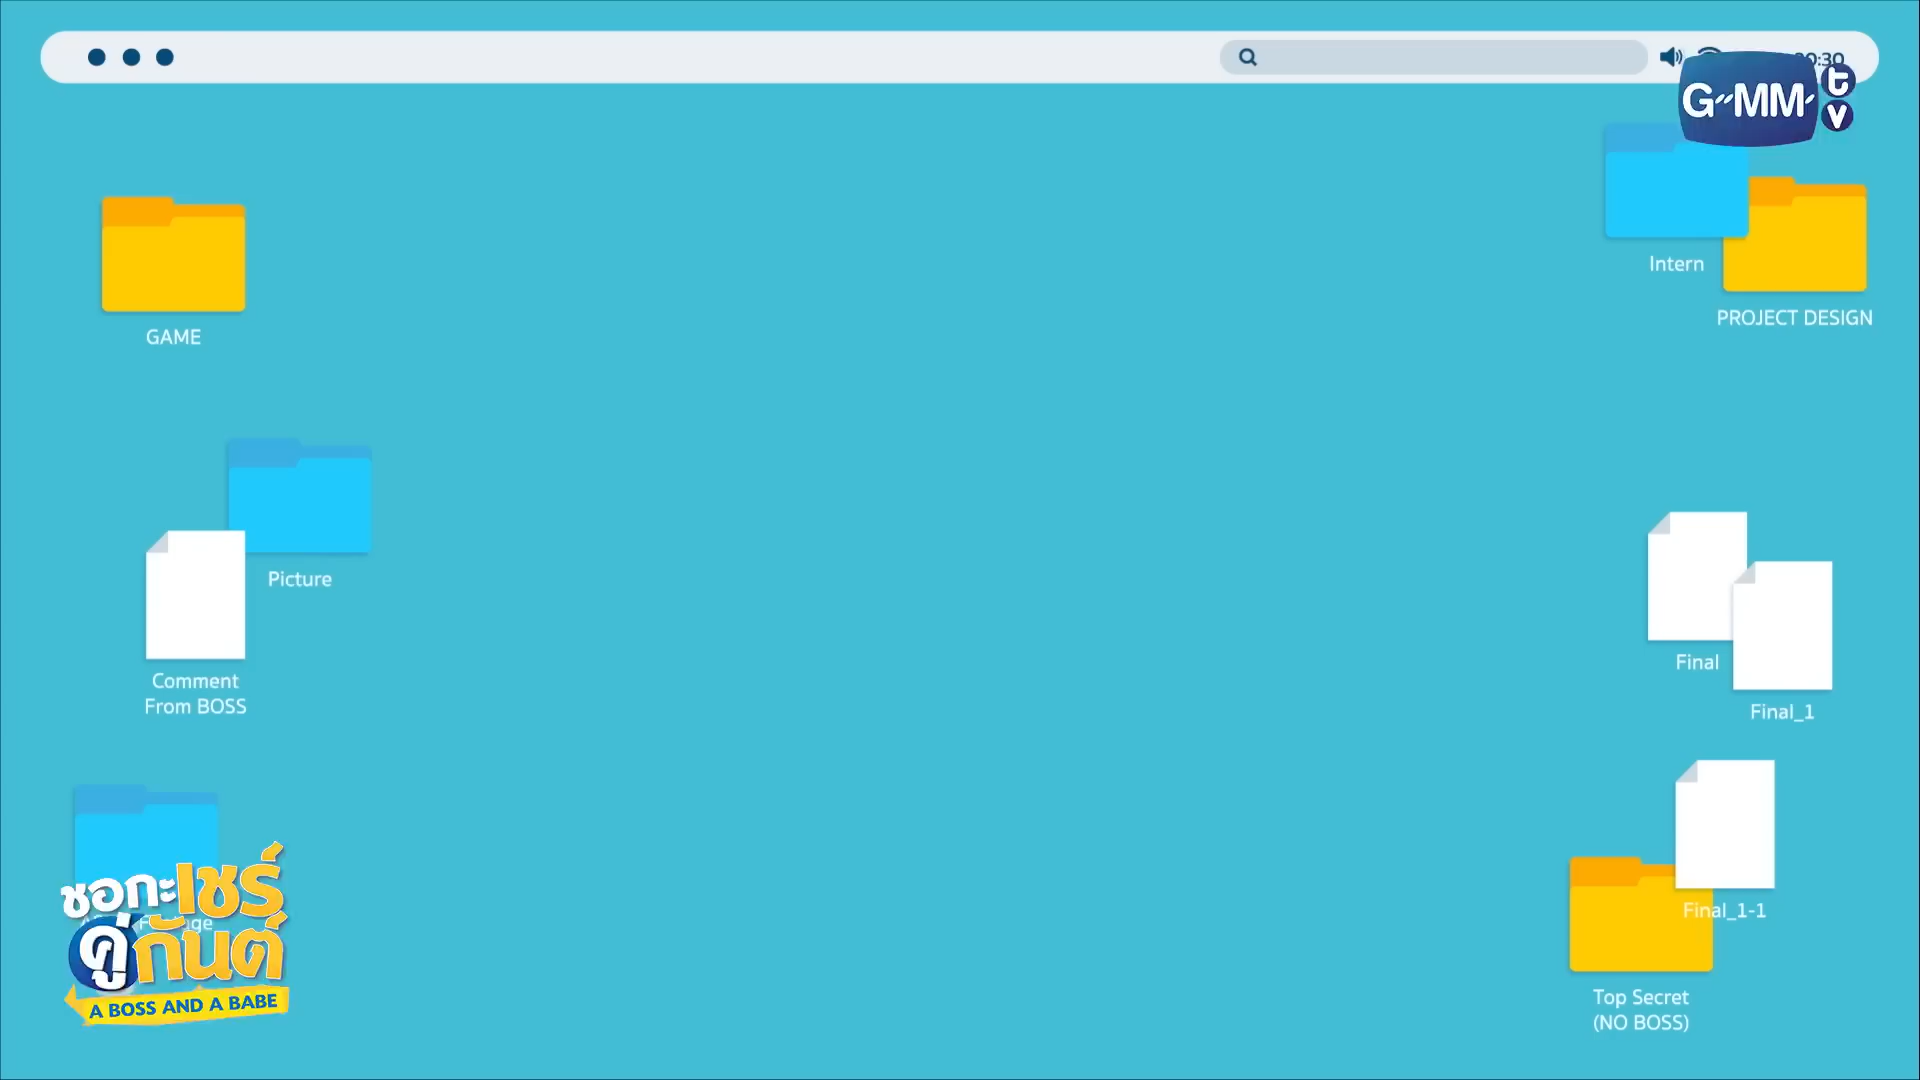 G-MM-
tv
GAME
Intern
PROJECT DESIGN
Picture
Comment
From BOSS
Final
Final_1
Final_1-1
Top Secret
(NO BOSS)
ชอกะเชร์
คู่กันต์
A BOSS AND A BABE